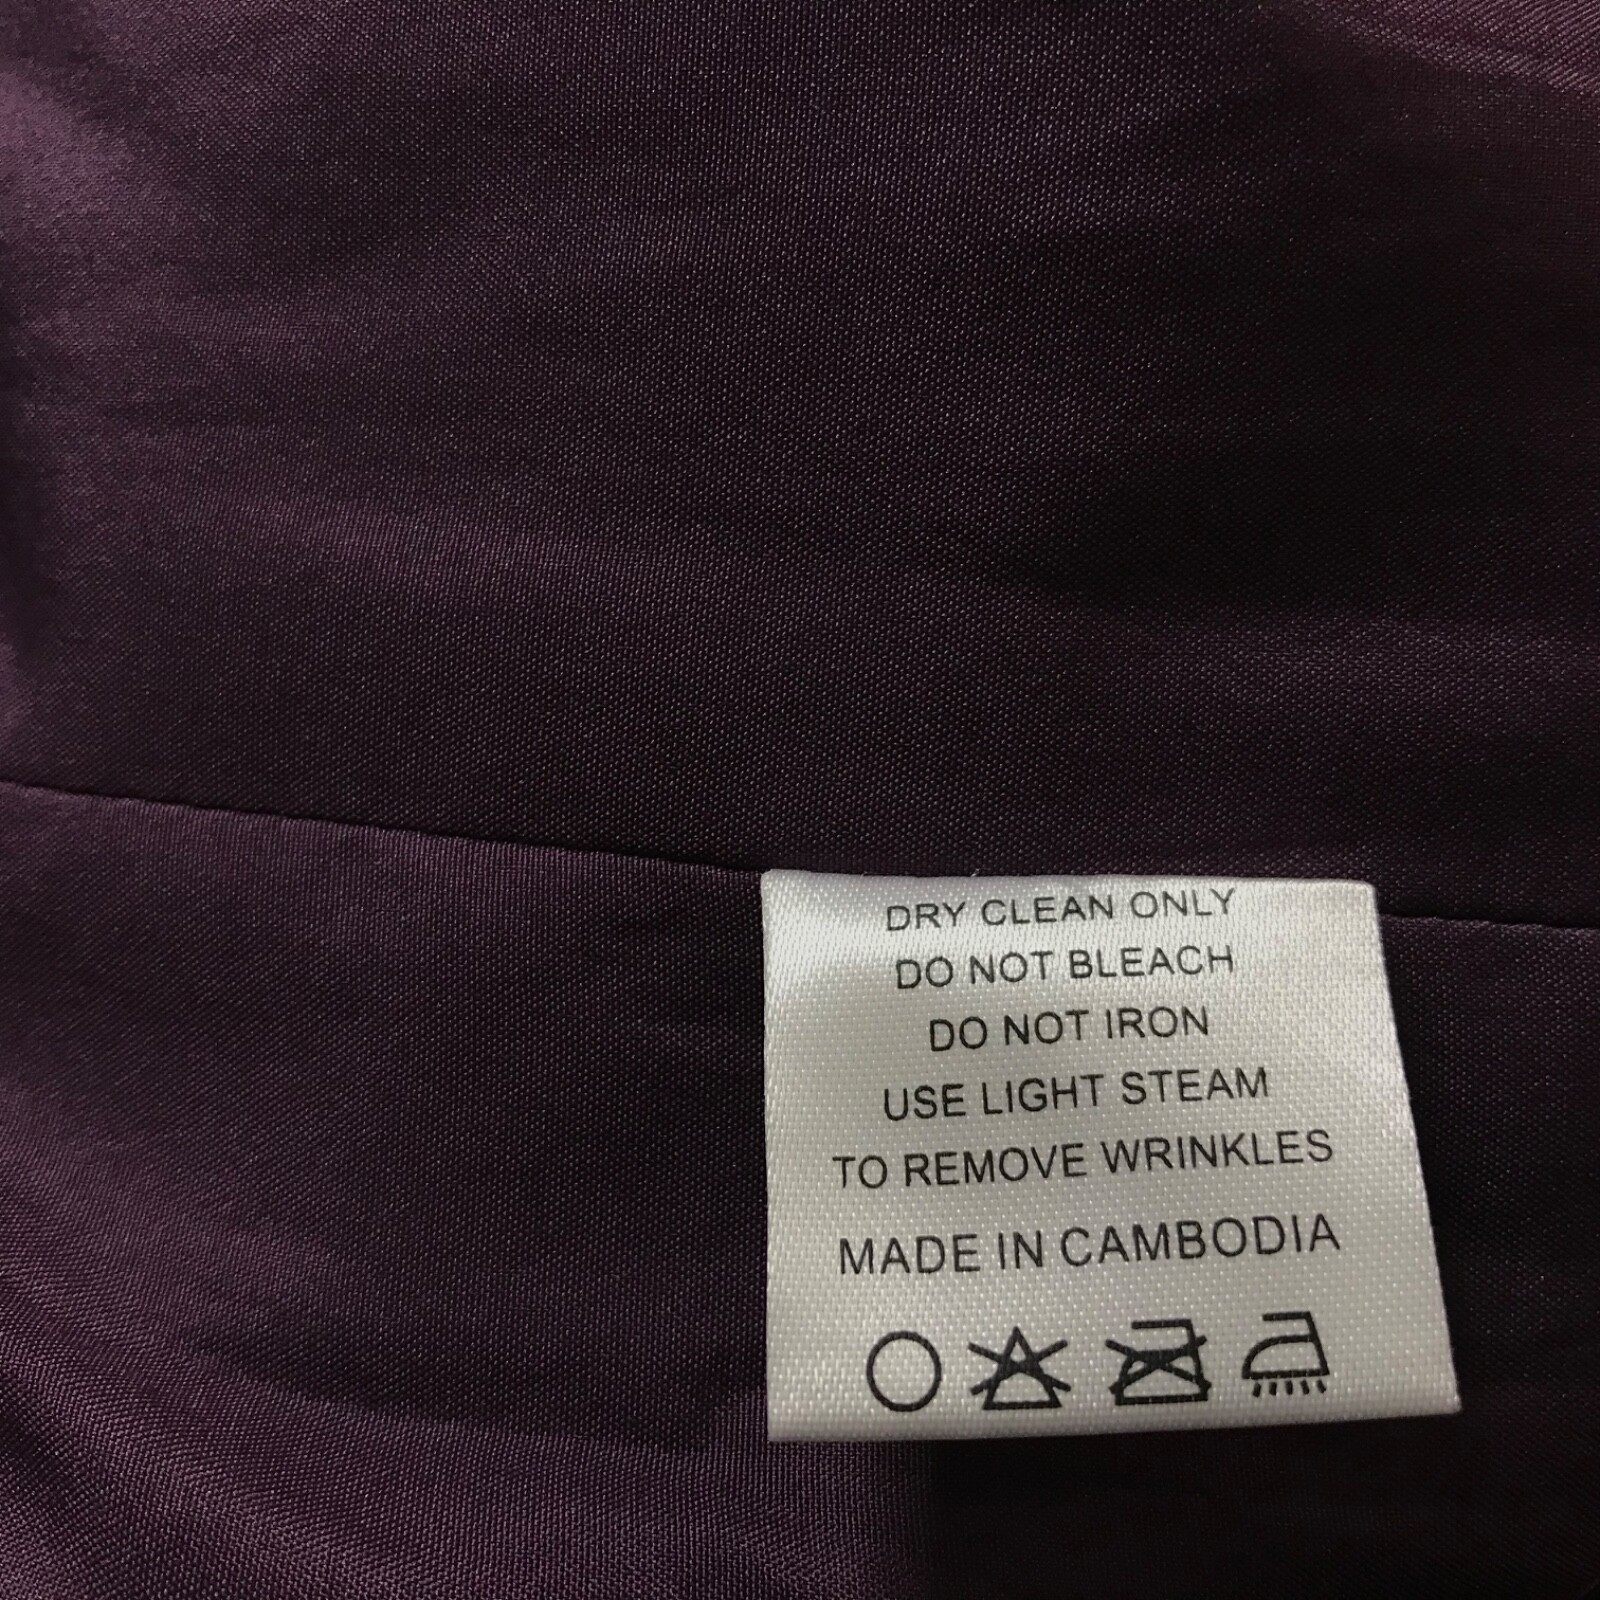 DRY CLEAN ONLY
DO NOT BLEACH
DO NOT IRON
USE LIGHT STEAM
TO REMOVE WRINKLES
MADE IN CAMBODIA